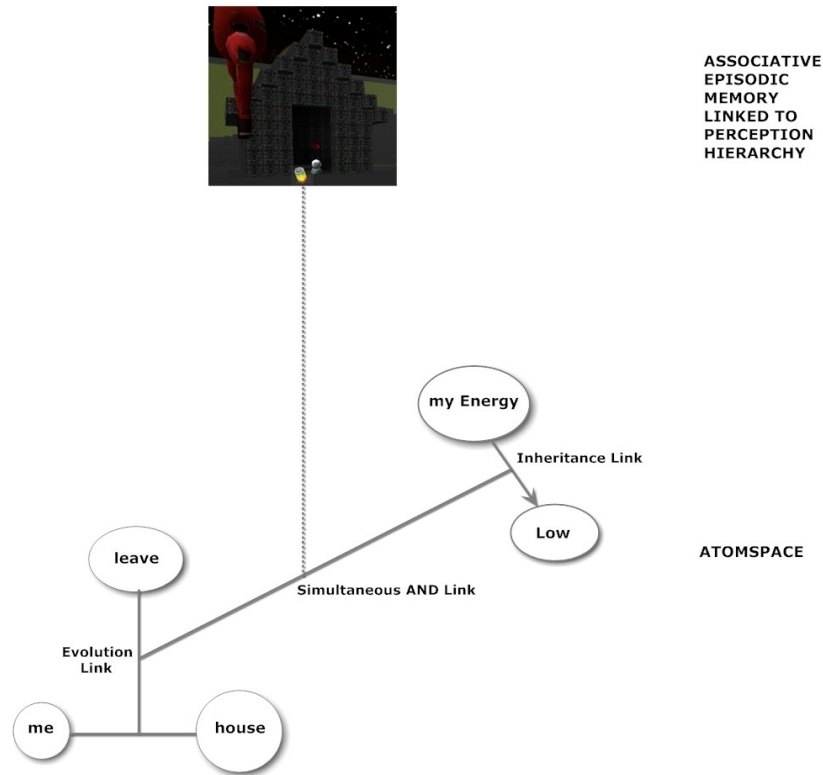 ASSOCIATIVE
EPISODIC
MEMORY
LINKED TO
PERCEPTION
HIERARCHY
my Energy
Inheritance Link
Low
leave
ATOMSPACE
Simultaneous AND Link
Evolution
Link
me
house